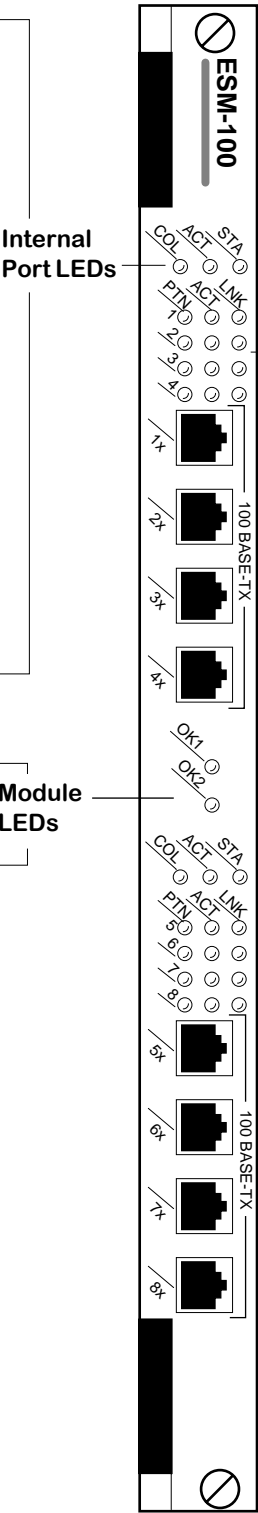 ESM-100
Internal
Port LEDs
COL ACT STA
PTN ACT LNK
1
2
3
4
1x
2x
3x
4x
100 BASE-TX
OK1
OK2
Module
LEDs
COL ACT STA
PTN ACT LNK
5
6
7
8
5x
6x
7x
8x
100 BASE-TX